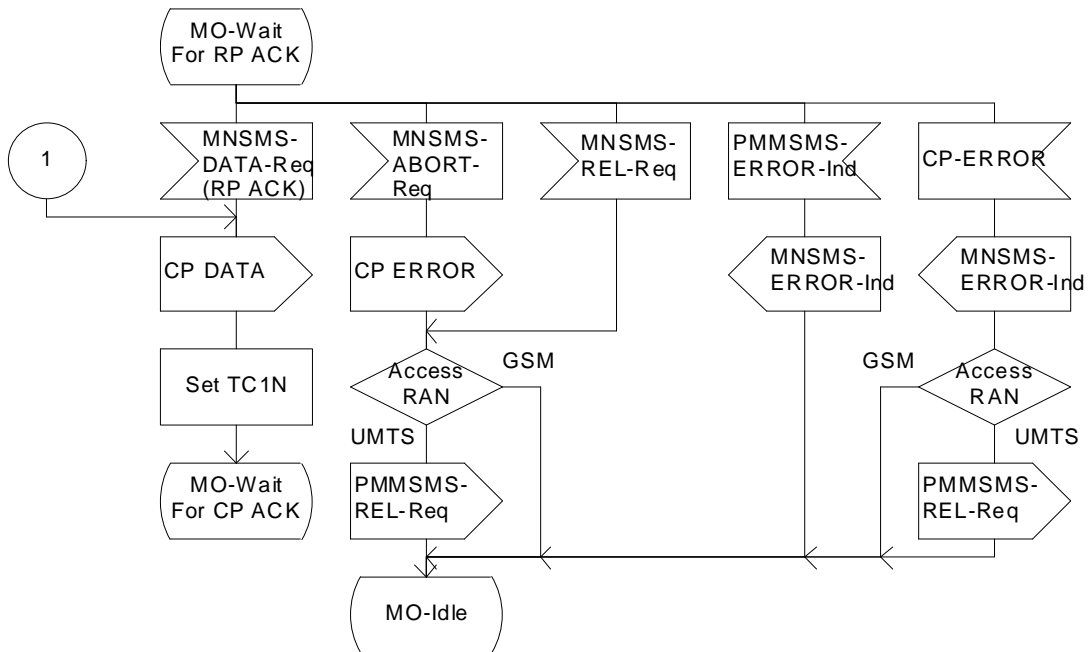 MO-Wait
For RP ACK
1
MNSMS-
DATA-Req
(RP ACK)
MNSMS-
ABORT-
Req
MNSMS-
REL-Req
PMMSMS-
ERROR-Ind
CP-ERROR
CP DATA
CP ERROR
MNSMS-
ERROR-Ind
MNSMS-
ERROR-Ind
Set TC1N
Access
RAN
GSM
UMTS
GSM
Access
RAN
UMTS
MO-Wait
For CP ACK
PMMSMS-
REL-Req
PMMSMS-
REL-Req
MO-Idle